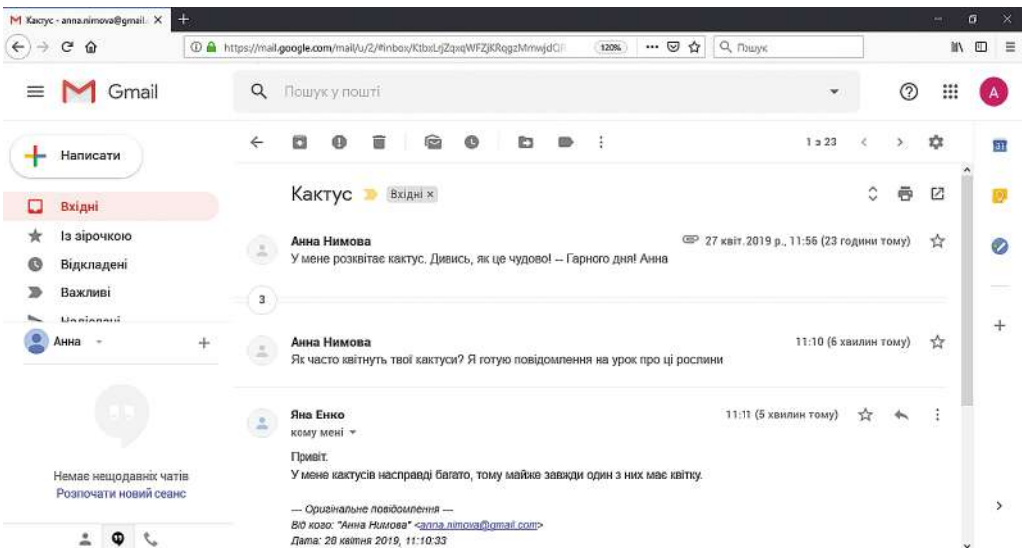 Кактус - anna.nimova@gmail.
https://mail.google.com/mail/u/2/#inbox/
120%
Пошук
Gmail
Пошук у пошті
A
Написати
1 з 23
31
Вхідні
Із зірочкою
Відкладені
Важливі
Надіслані
Анна
Немає нещодавніх чатів
Розпочати новий сеанс
Кактус
Вхідні ×
Анна Нимова
27 квіт. 2019 р., 11:56 (23 години тому)
У мене розквітає кактус. Дивись, як це чудово! -- Гарного дня! Анна
3
Анна Нимова
11:10 (6 хвилин тому)
Як часто квітнуть твої кактуси? Я готую повідомлення на урок про ці рослини
Яна Енко
11:11 (5 хвилин тому)
кому мені
Привіт.
У мене кактусів насправді багато, тому майже завжди один з них має квітку.
--- Оригінальне повідомлення ---
Від кого: "Анна Нимова" <anna.nimova@gmail.com>
Дата: 28 квітня 2019, 11:10:33